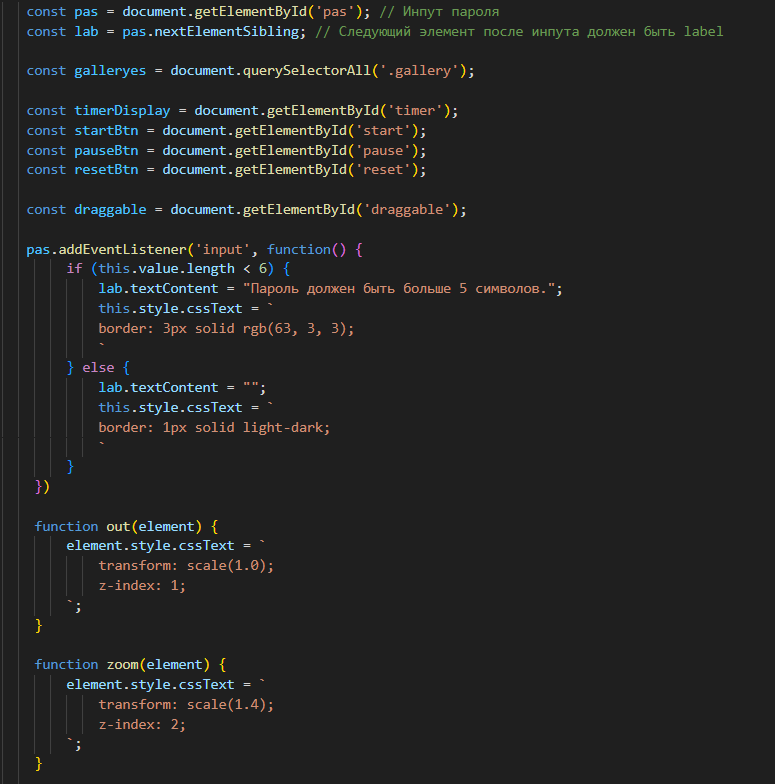 const pas = document.getElementById('pas'); // Инпут пароля
const lab = pas.nextElementSibling; // Следующий элемент после инпута должен быть label
const galleryes = document.querySelectorAll('.gallery');
const timerDisplay = document.getElementById('timer');
const startBtn = document.getElementById('start');
const pauseBtn = document.getElementById('pause');
const resetBtn = document.getElementById('reset');
const draggable = document.getElementById('draggable');
pas.addEventListener('input', function() {
if (this.value.length < 6) {
lab.textContent = "Пароль должен быть больше 5 символов.";
this.style.cssText = `
border: 3px solid rgb(63, 3, 3);
`
} else {
lab.textContent = "";
this.style.cssText = `
border: 1px solid light-dark;
`
}
})
function out(element) {
element.style.cssText = `
transform: scale(1.0);
z-index: 1;
`;
}
function zoom(element) {
element.style.cssText = `
transform: scale(1.4);
z-index: 2;
`;
}